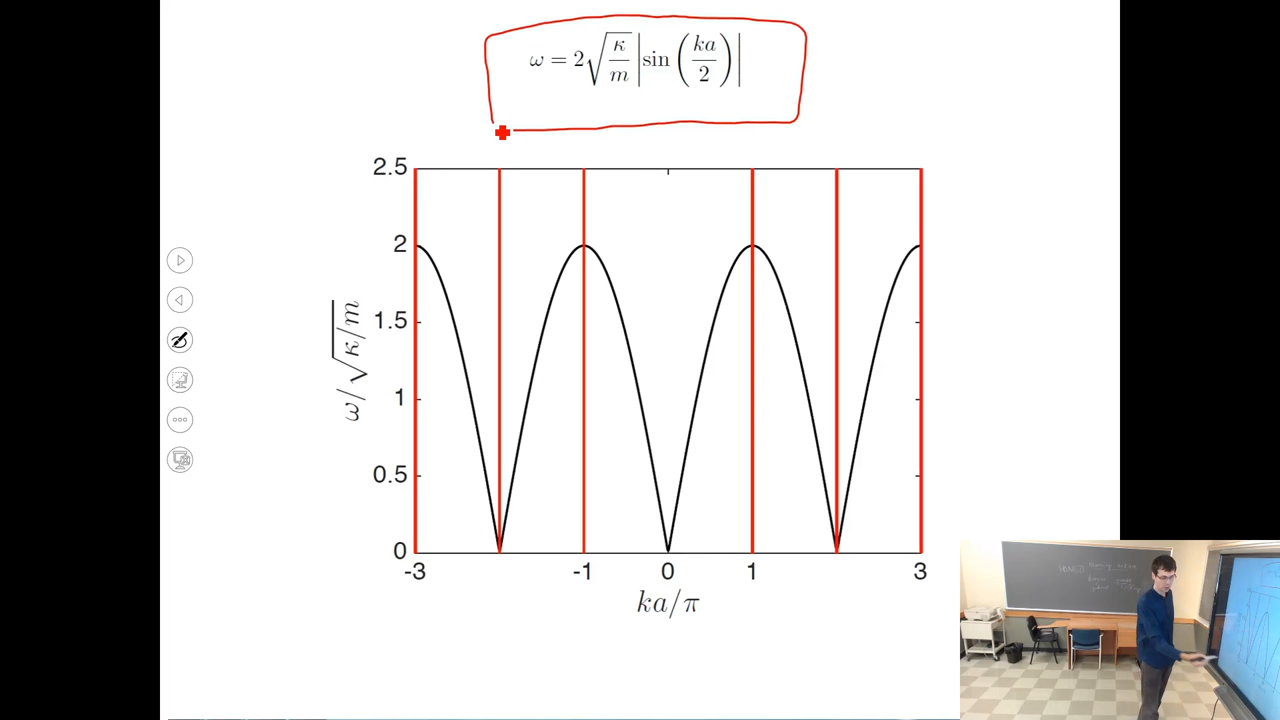 ω = 2√(κ/m) |sin (ka/2)|
2.5
2
1.5
1
0.5
0
ω/√κ/m
-3 -1 0 1 3
ka/π